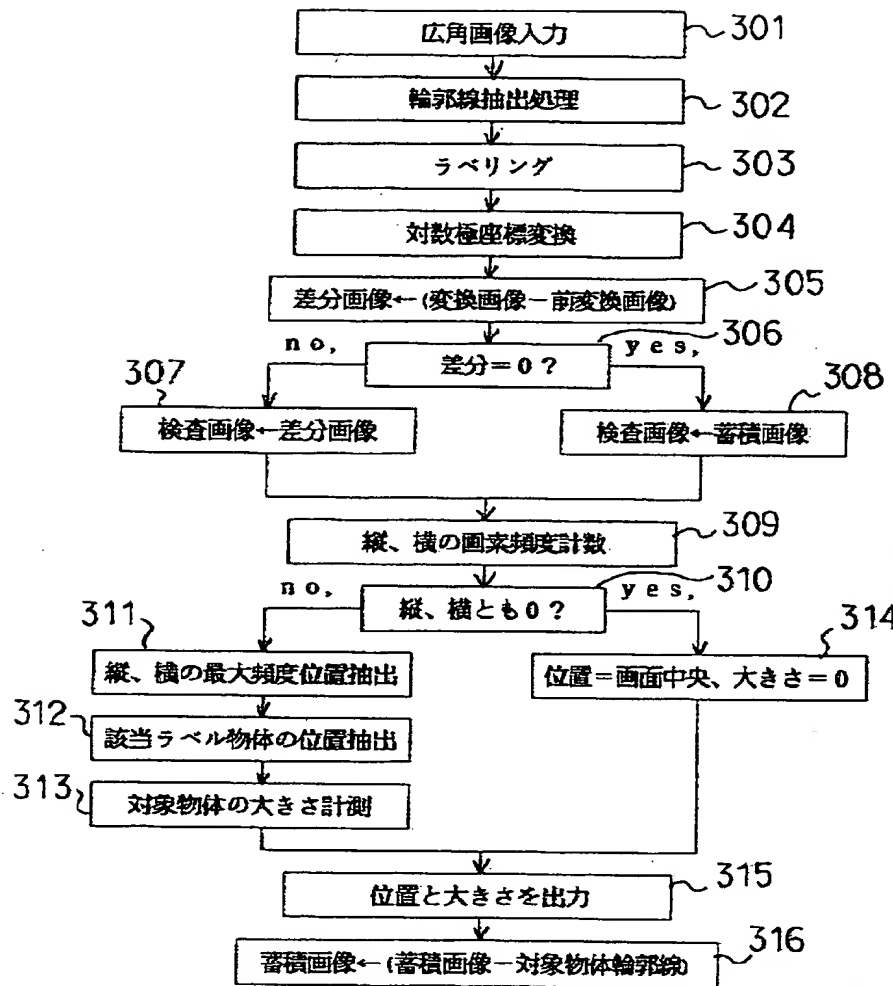 広角画像入力 301
輪郭線抽出処理 302
ラベリング 303
対数極座標変換 304
差分画像←(変換画像－前変換画像) 305
306
no, 差分＝0？ yes,
307 308
検査画像←差分画像 検査画像←蓄積画像
縦、横の画素頻度計数 309
310
no, 縦、横とも0？ yes,
311 314
縦、横の最大頻度位置抽出 位置＝画面中央、大きさ＝0
312 該当ラベル物体の位置抽出
313 対象物体の大きさ計測
位置と大きさを出力 315
蓄積画像←(蓄積画像－対象物体輪郭線) 316